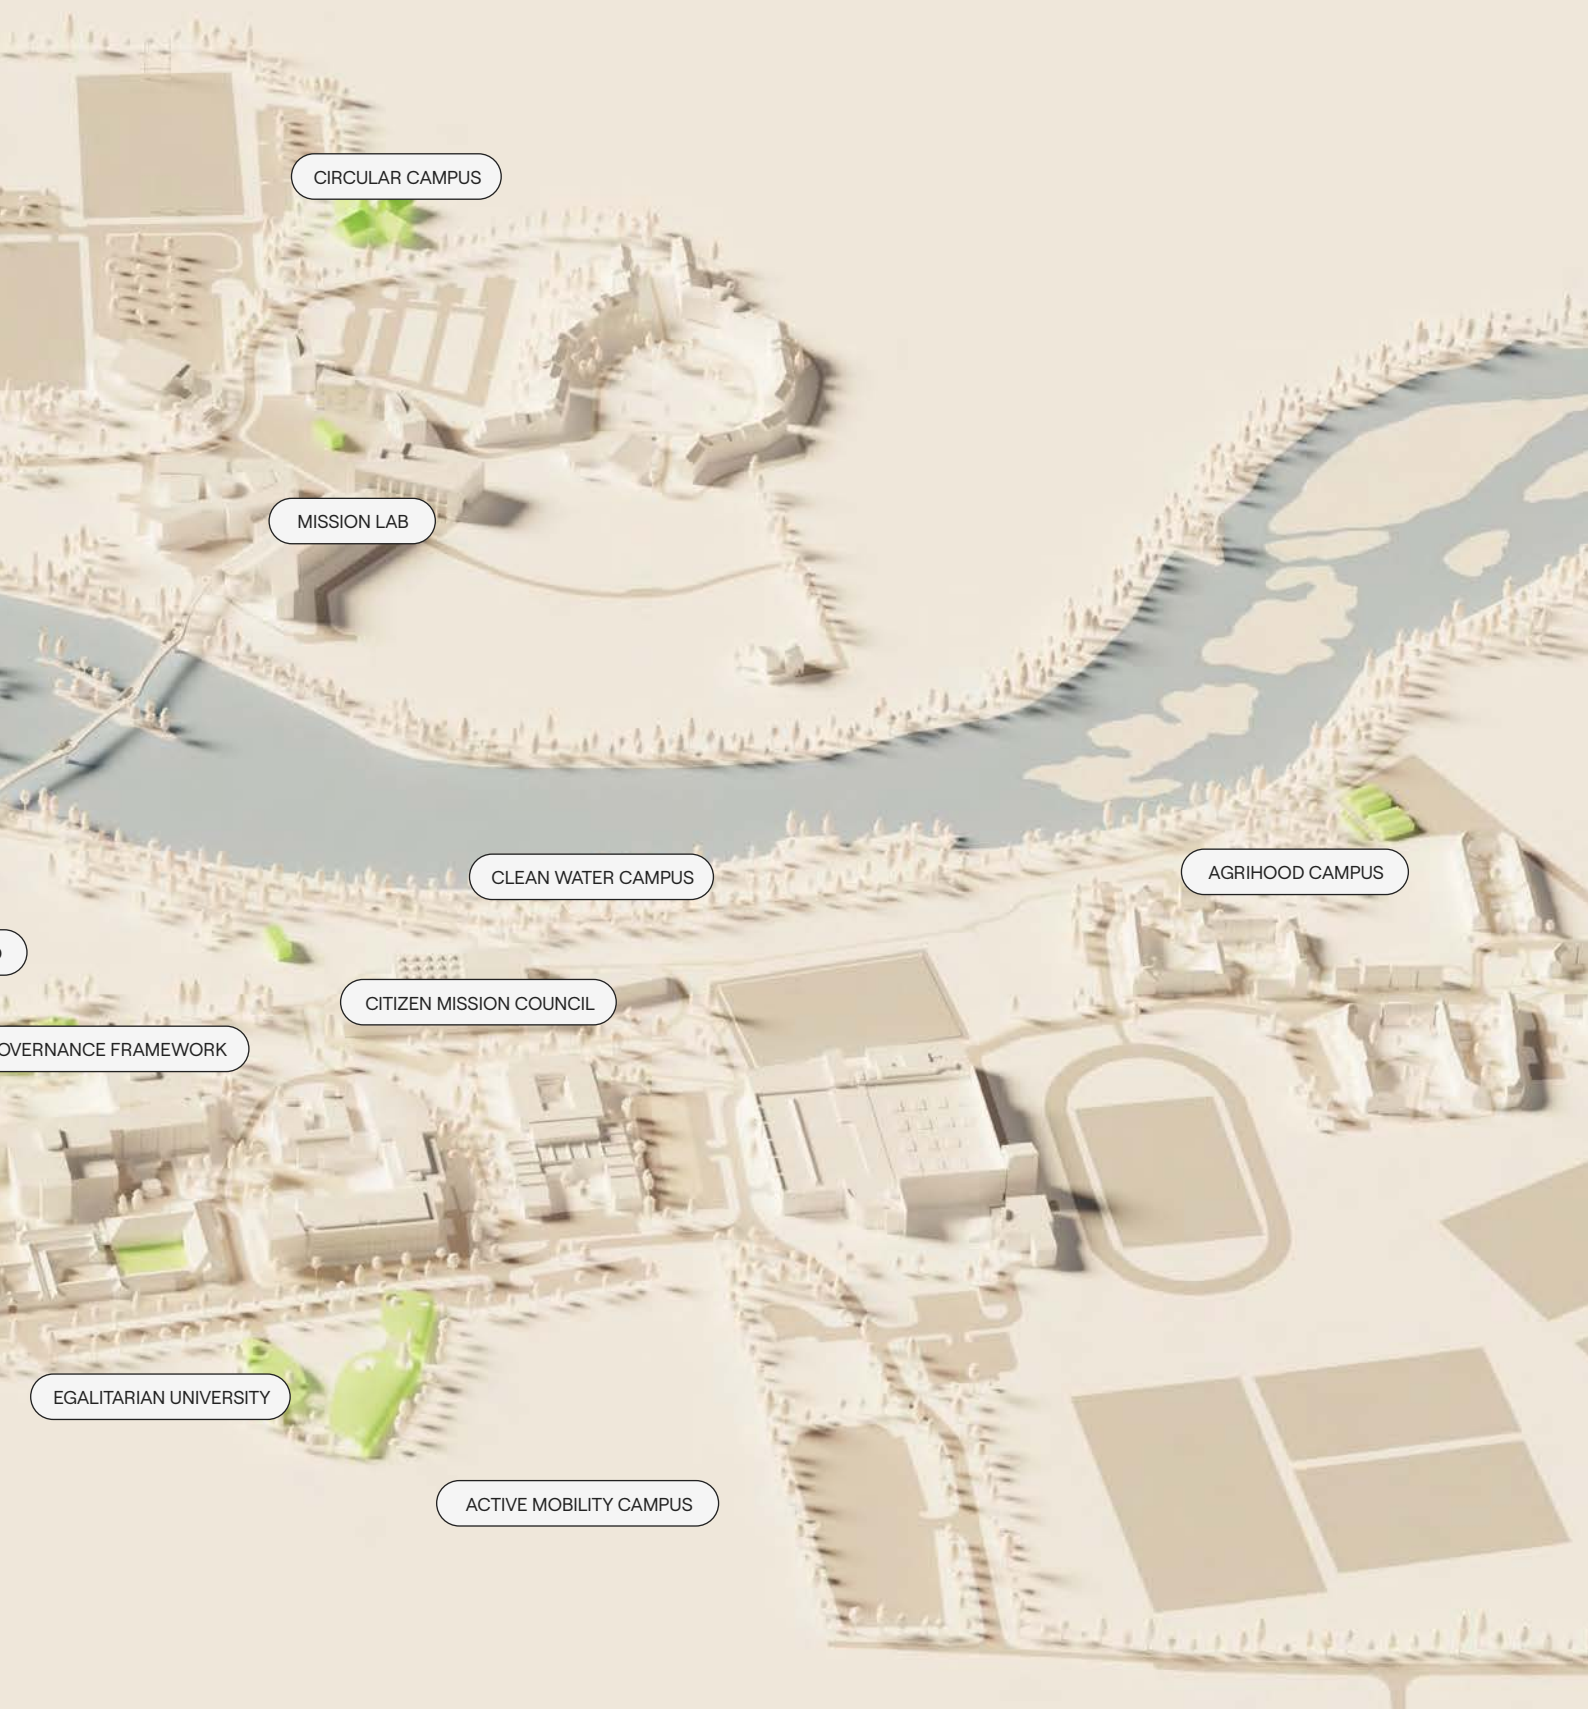 CIRCULAR CAMPUS
MISSION LAB
CLEAN WATER CAMPUS
AGRIHOOD CAMPUS
CITIZEN MISSION COUNCIL
OVERNANCE FRAMEWORK
EGALITARIAN UNIVERSITY
ACTIVE MOBILITY CAMPUS